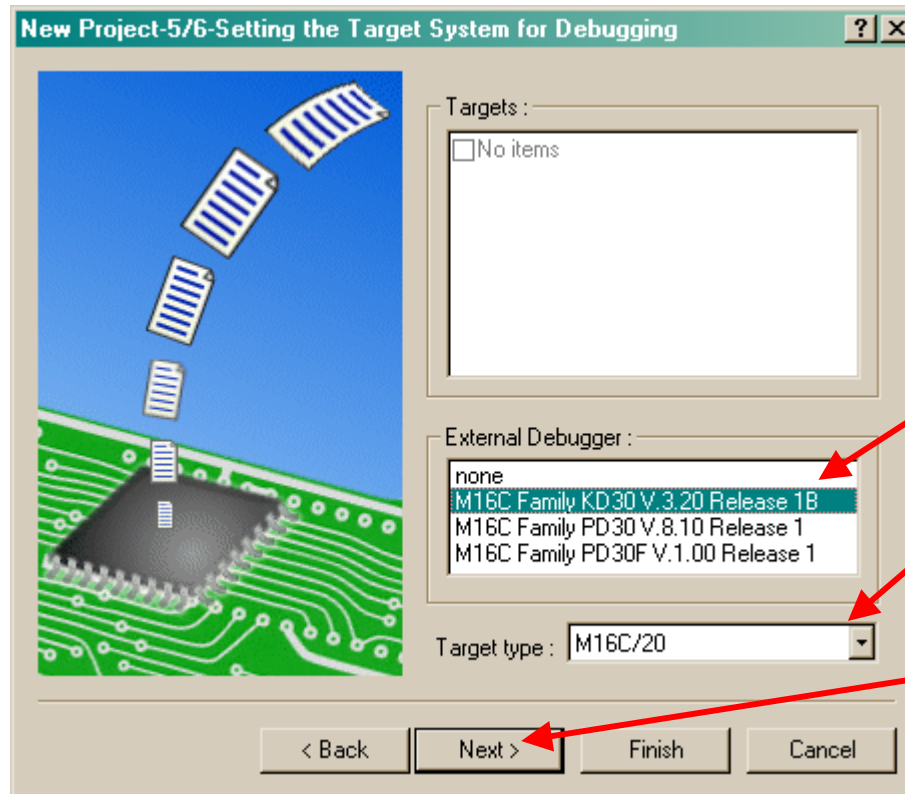 New Project-5/6-Setting the Target System for Debugging
Targets :
No items
External Debugger :
none
M16C Family KD30 V.3.20 Release 1B
M16C Family PD30 V.8.10 Release 1
M16C Family PD30F V.1.00 Release 1
Target type : M16C/20
< Back Next > Finish Cancel